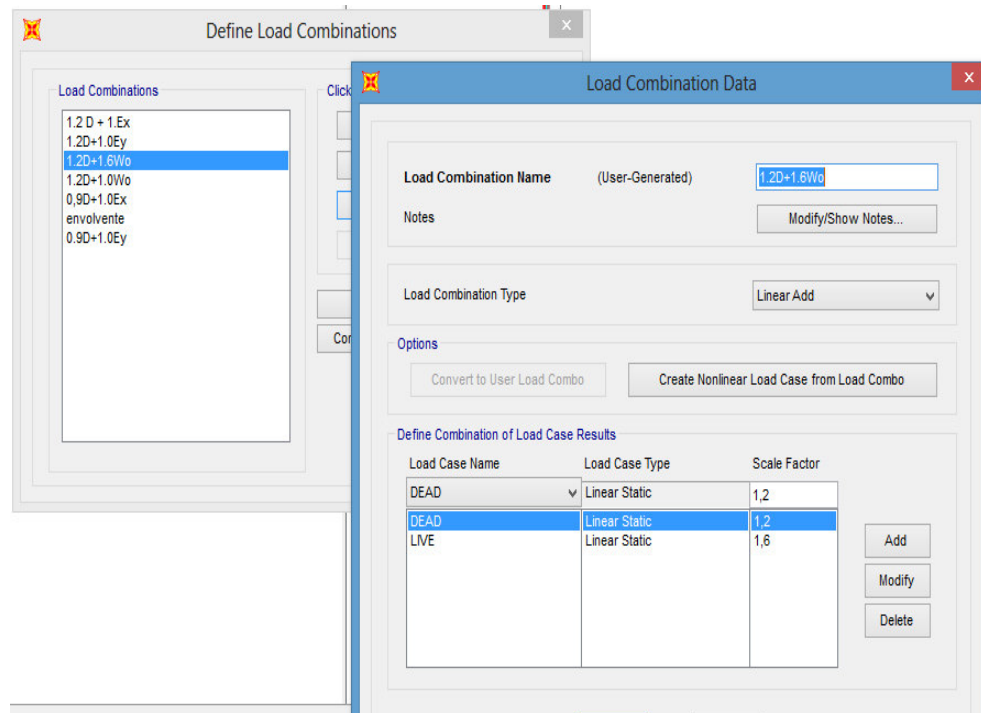 Define Load Combinations
x
Load Combinations
Click
1.2 D + 1.Ex
1.2D+1.0Ey
1.2D+1.6Wo
1.2D+1.0Wo
0,9D+1.0Ex
envolvente
0.9D+1.0Ey
Cor
Load Combination Data
x
Load Combination Name (User-Generated) 1.2D+1.6Wo
Notes Modify/Show Notes...
Load Combination Type Linear Add
Options
Convert to User Load Combo Create Nonlinear Load Case from Load Combo
Define Combination of Load Case Results
Load Case Name Load Case Type Scale Factor
DEAD Linear Static 1,2
DEAD Linear Static 1,2
LIVE Linear Static 1,6
Add
Modify
Delete